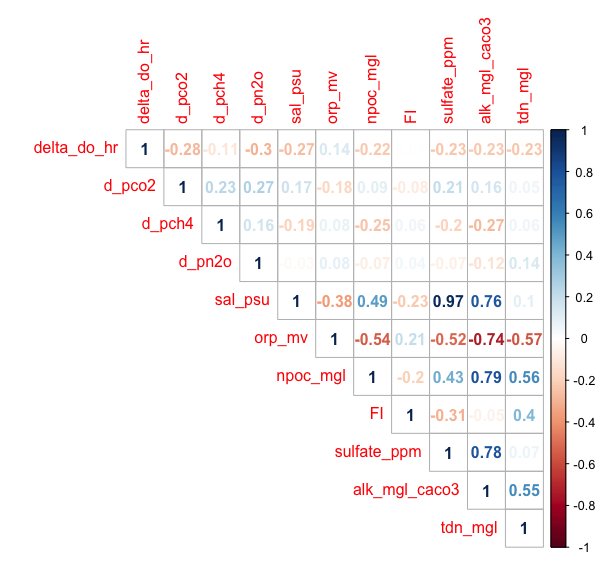 delta_do_hr d_pco2 d_pch4 d_pn2o sal_psu orp_mv npoc_mgl FI sulfate_ppm alk_mgl_caco3 tdn_mgl
delta_do_hr 1 -0.28 -0.11 -0.3 -0.27 0.14 -0.22 -0.23 -0.23 -0.23
d_pco2 1 0.23 0.27 0.17 -0.18 0.09 -0.08 0.21 0.16 0.05
d_pch4 1 0.16 -0.19 0.08 -0.25 0.06 -0.2 -0.27 0.06
d_pn2o 1 -0.03 0.08 -0.07 0.04 -0.07 -0.12 0.14
sal_psu 1 -0.38 0.49 -0.23 0.97 0.76 0.1
orp_mv 1 -0.54 0.21 -0.52 -0.74 -0.57
npoc_mgl 1 -0.2 0.43 0.79 0.56
FI 1 -0.31 -0.05 0.4
sulfate_ppm 1 0.78 0.07
alk_mgl_caco3 1 0.55
tdn_mgl 1
1
0.8
0.6
0.4
0.2
0
-0.2
-0.4
-0.6
-0.8
-1